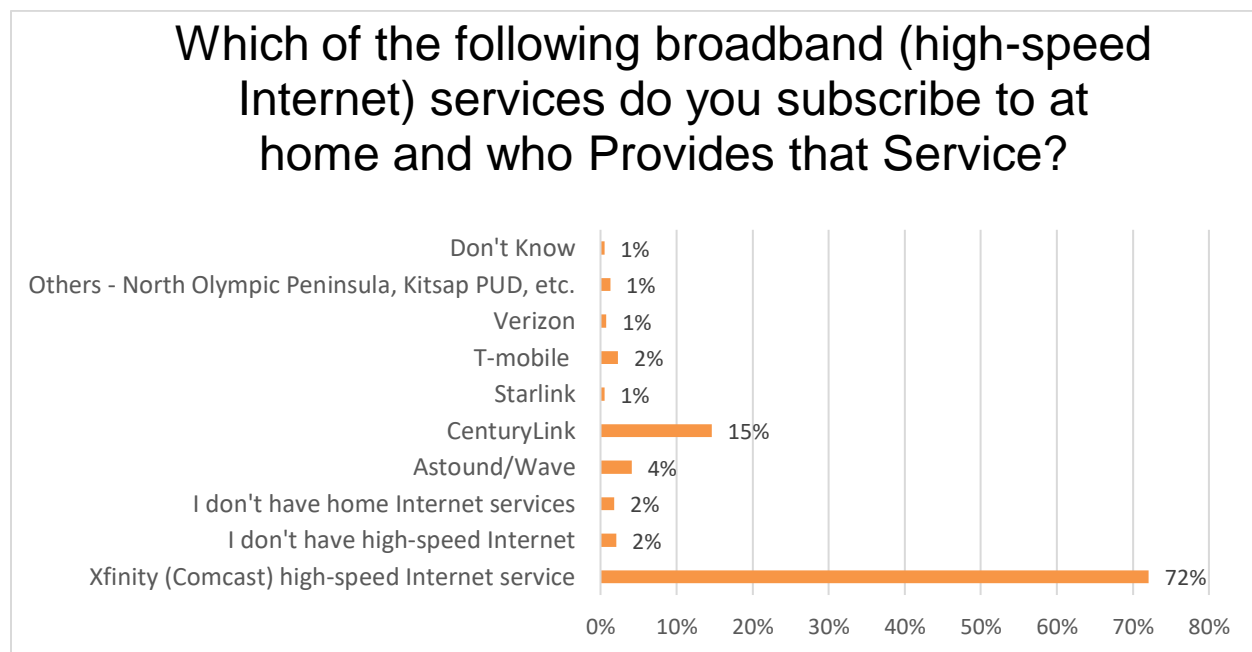 Which of the following broadband (high-speed
Internet) services do you subscribe to at
home and who Provides that Service?
Don't Know 1%
Others - North Olympic Peninsula, Kitsap PUD, etc. 1%
Verizon 1%
T-mobile 2%
Starlink 1%
CenturyLink 15%
Astound/Wave 4%
I don't have home Internet services 2%
I don't have high-speed Internet 2%
Xfinity (Comcast) high-speed Internet service 72%
0% 10% 20% 30% 40% 50% 60% 70% 80%